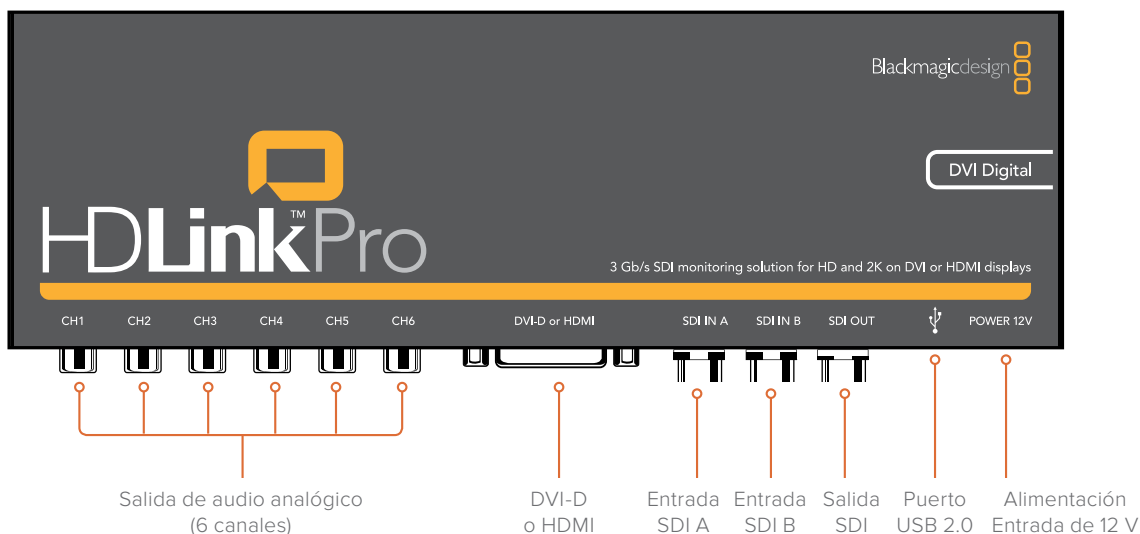 Blackmagicdesign
DVI Digital
HDLink™Pro
3 Gb/s SDI monitoring solution for HD and 2K on DVI or HDMI displays
CH1 CH2 CH3 CH4 CH5 CH6 DVI-D or HDMI SDI IN A SDI IN B SDI OUT POWER 12V
Salida de audio analógico
(6 canales)
DVI-D
o HDMI
Entrada
SDI A
Entrada
SDI B
Salida
SDI
Puerto
USB 2.0
Alimentación
Entrada de 12 V